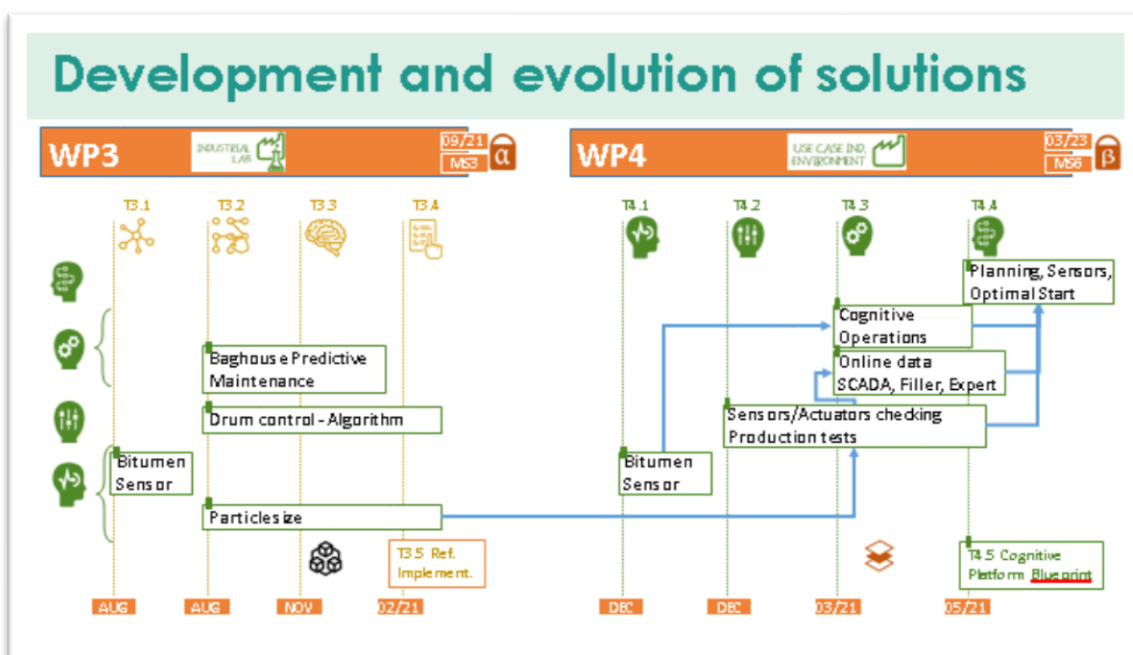 Development and evolution of solutions
WP3
INDUSTRIAL
LAB
09/21
MS3
α
WP4
USE CASE IND.
ENVIRONMENT
03/23
MS6
β
T3.1
T3.2
T3.3
T3.4
T4.1
T4.2
T4.3
T4.4
Planning, Sensors,
Optimal Start
Cognitive
Operations
Baghouse Predictive
Maintenance
Online data
SCADA, Filler, Expert
Drum control - Algorithm
Sensors/Actuators checking
Production tests
Bitumen
Sensor
Bitumen
Sensor
Particle size
T3.5 Ref.
Implement.
T4.5 Cognitive
Platform Blueprint
AUG
AUG
NOV
02/21
DEC
DEC
03/21
05/21